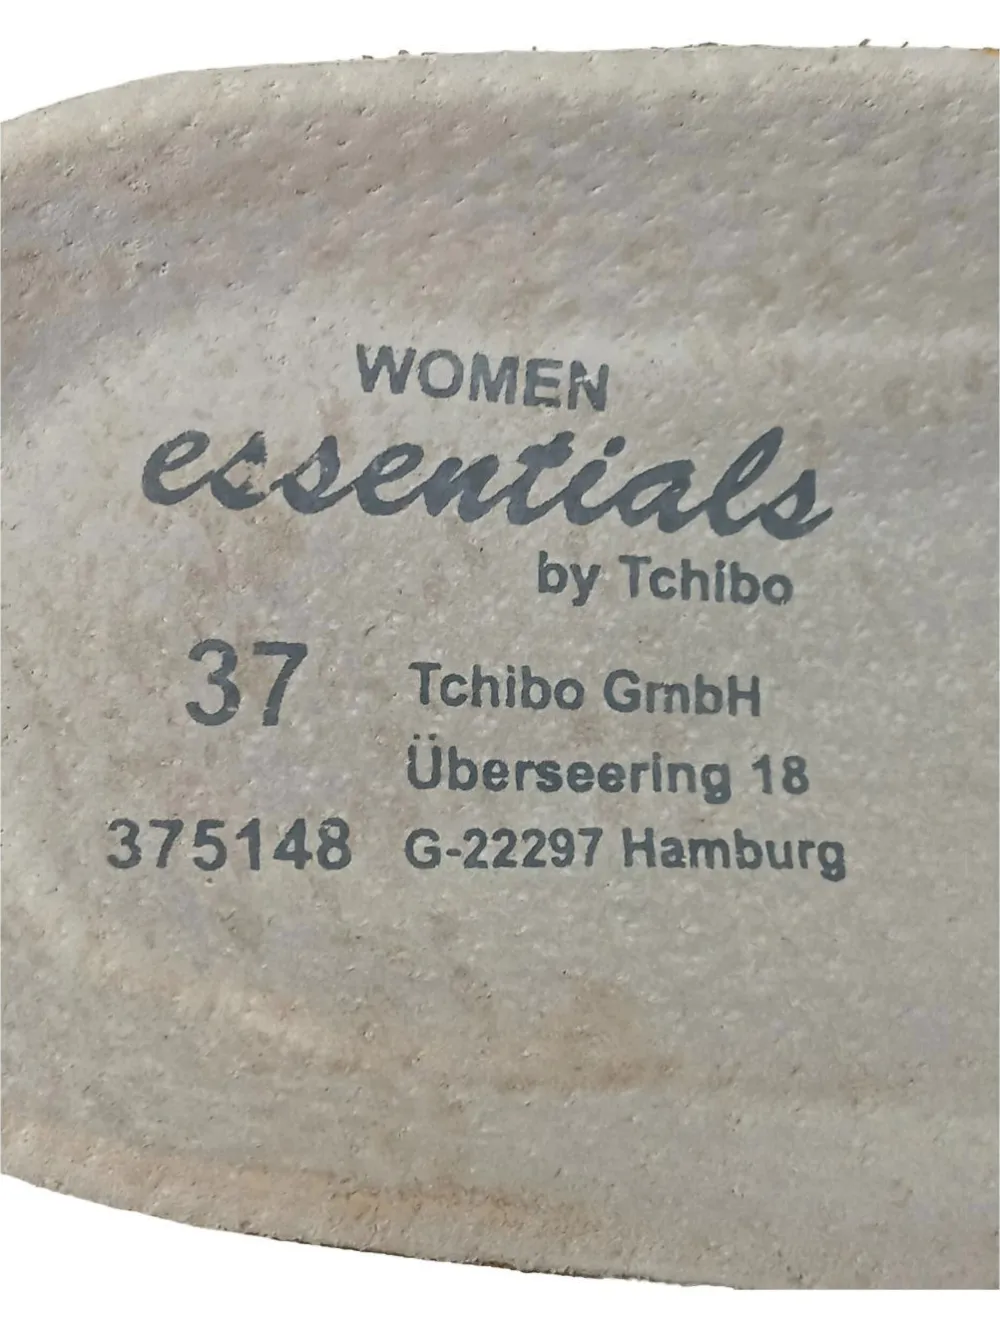 WOMEN
essentials
by Tchibo
37
Tchibo GmbH
Überseering 18
375148 G-22297 Hamburg